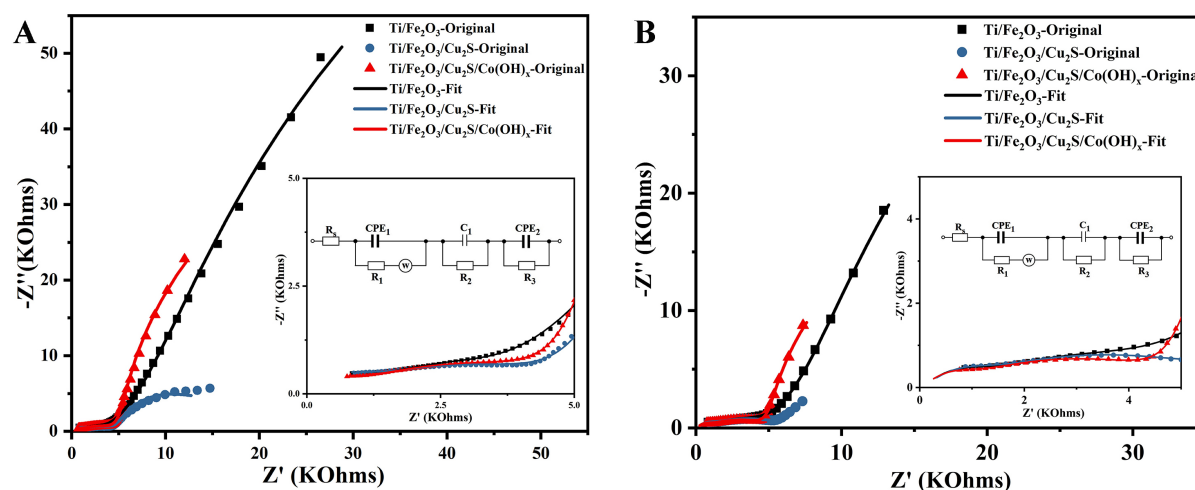 A
-Z''(KOhms)
50
40
30
20
10
0
0
10
20
30
40
50
Z' (KOhms)
Ti/Fe₂O₃-Original
Ti/Fe₂O₃/Cu₂S-Original
Ti/Fe₂O₃/Cu₂S/Co(OH)ₓ-Original
Ti/Fe₂O₃-Fit
Ti/Fe₂O₃/Cu₂S-Fit
Ti/Fe₂O₃/Cu₂S/Co(OH)ₓ-Fit
-Z'' (KOhms)
5.0
2.5
0.0
0.0
2.5
5.0
Z' (KOhms)
Rs
CPE₁
C₁
CPE₂
R₁
W
R₂
R₃
B
-Z'' (KOhms)
30
20
10
0
0
10
20
30
Z' (KOhms)
Ti/Fe₂O₃-Original
Ti/Fe₂O₃/Cu₂S-Original
Ti/Fe₂O₃/Cu₂S/Co(OH)ₓ-Original
Ti/Fe₂O₃-Fit
Ti/Fe₂O₃/Cu₂S-Fit
Ti/Fe₂O₃/Cu₂S/Co(OH)ₓ-Fit
-Z'' (KOhms)
4
2
0
0
2
4
Z' (KOhms)
Rs
CPE₁
C₁
CPE₂
R₁
W
R₂
R₃